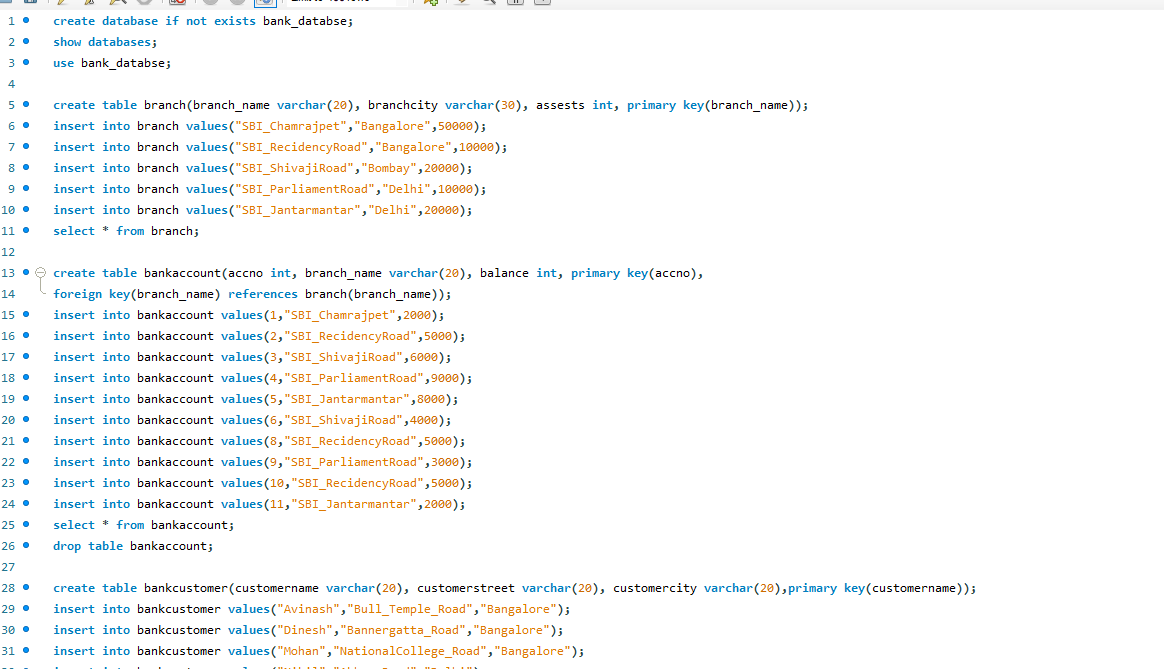 1 create database if not exists bank_databse;
2 show databases;
3 use bank_databse;
4
5 create table branch(branch_name varchar(20), branchcity varchar(30), assests int, primary key(branch_name));
6 insert into branch values("SBI_Chamrajpet","Bangalore",50000);
7 insert into branch values("SBI_RecidencyRoad","Bangalore",10000);
8 insert into branch values("SBI_ShivajiRoad","Bombay",20000);
9 insert into branch values("SBI_ParliamentRoad","Delhi",10000);
10 insert into branch values("SBI_Jantarmantar","Delhi",20000);
11 select * from branch;
12
13 create table bankaccount(accno int, branch_name varchar(20), balance int, primary key(accno),
14 foreign key(branch_name) references branch(branch_name));
15 insert into bankaccount values(1,"SBI_Chamrajpet",2000);
16 insert into bankaccount values(2,"SBI_RecidencyRoad",5000);
17 insert into bankaccount values(3,"SBI_ShivajiRoad",6000);
18 insert into bankaccount values(4,"SBI_ParliamentRoad",9000);
19 insert into bankaccount values(5,"SBI_Jantarmantar",8000);
20 insert into bankaccount values(6,"SBI_ShivajiRoad",4000);
21 insert into bankaccount values(8,"SBI_RecidencyRoad",5000);
22 insert into bankaccount values(9,"SBI_ParliamentRoad",3000);
23 insert into bankaccount values(10,"SBI_RecidencyRoad",5000);
24 insert into bankaccount values(11,"SBI_Jantarmantar",2000);
25 select * from bankaccount;
26 drop table bankaccount;
27
28 create table bankcustomer(customername varchar(20), customerstreet varchar(20), customercity varchar(20),primary key(customername));
29 insert into bankcustomer values("Avinash","Bull_Temple_Road","Bangalore");
30 insert into bankcustomer values("Dinesh","Bannergatta_Road","Bangalore");
31 insert into bankcustomer values("Mohan","NationalCollege_Road","Bangalore");